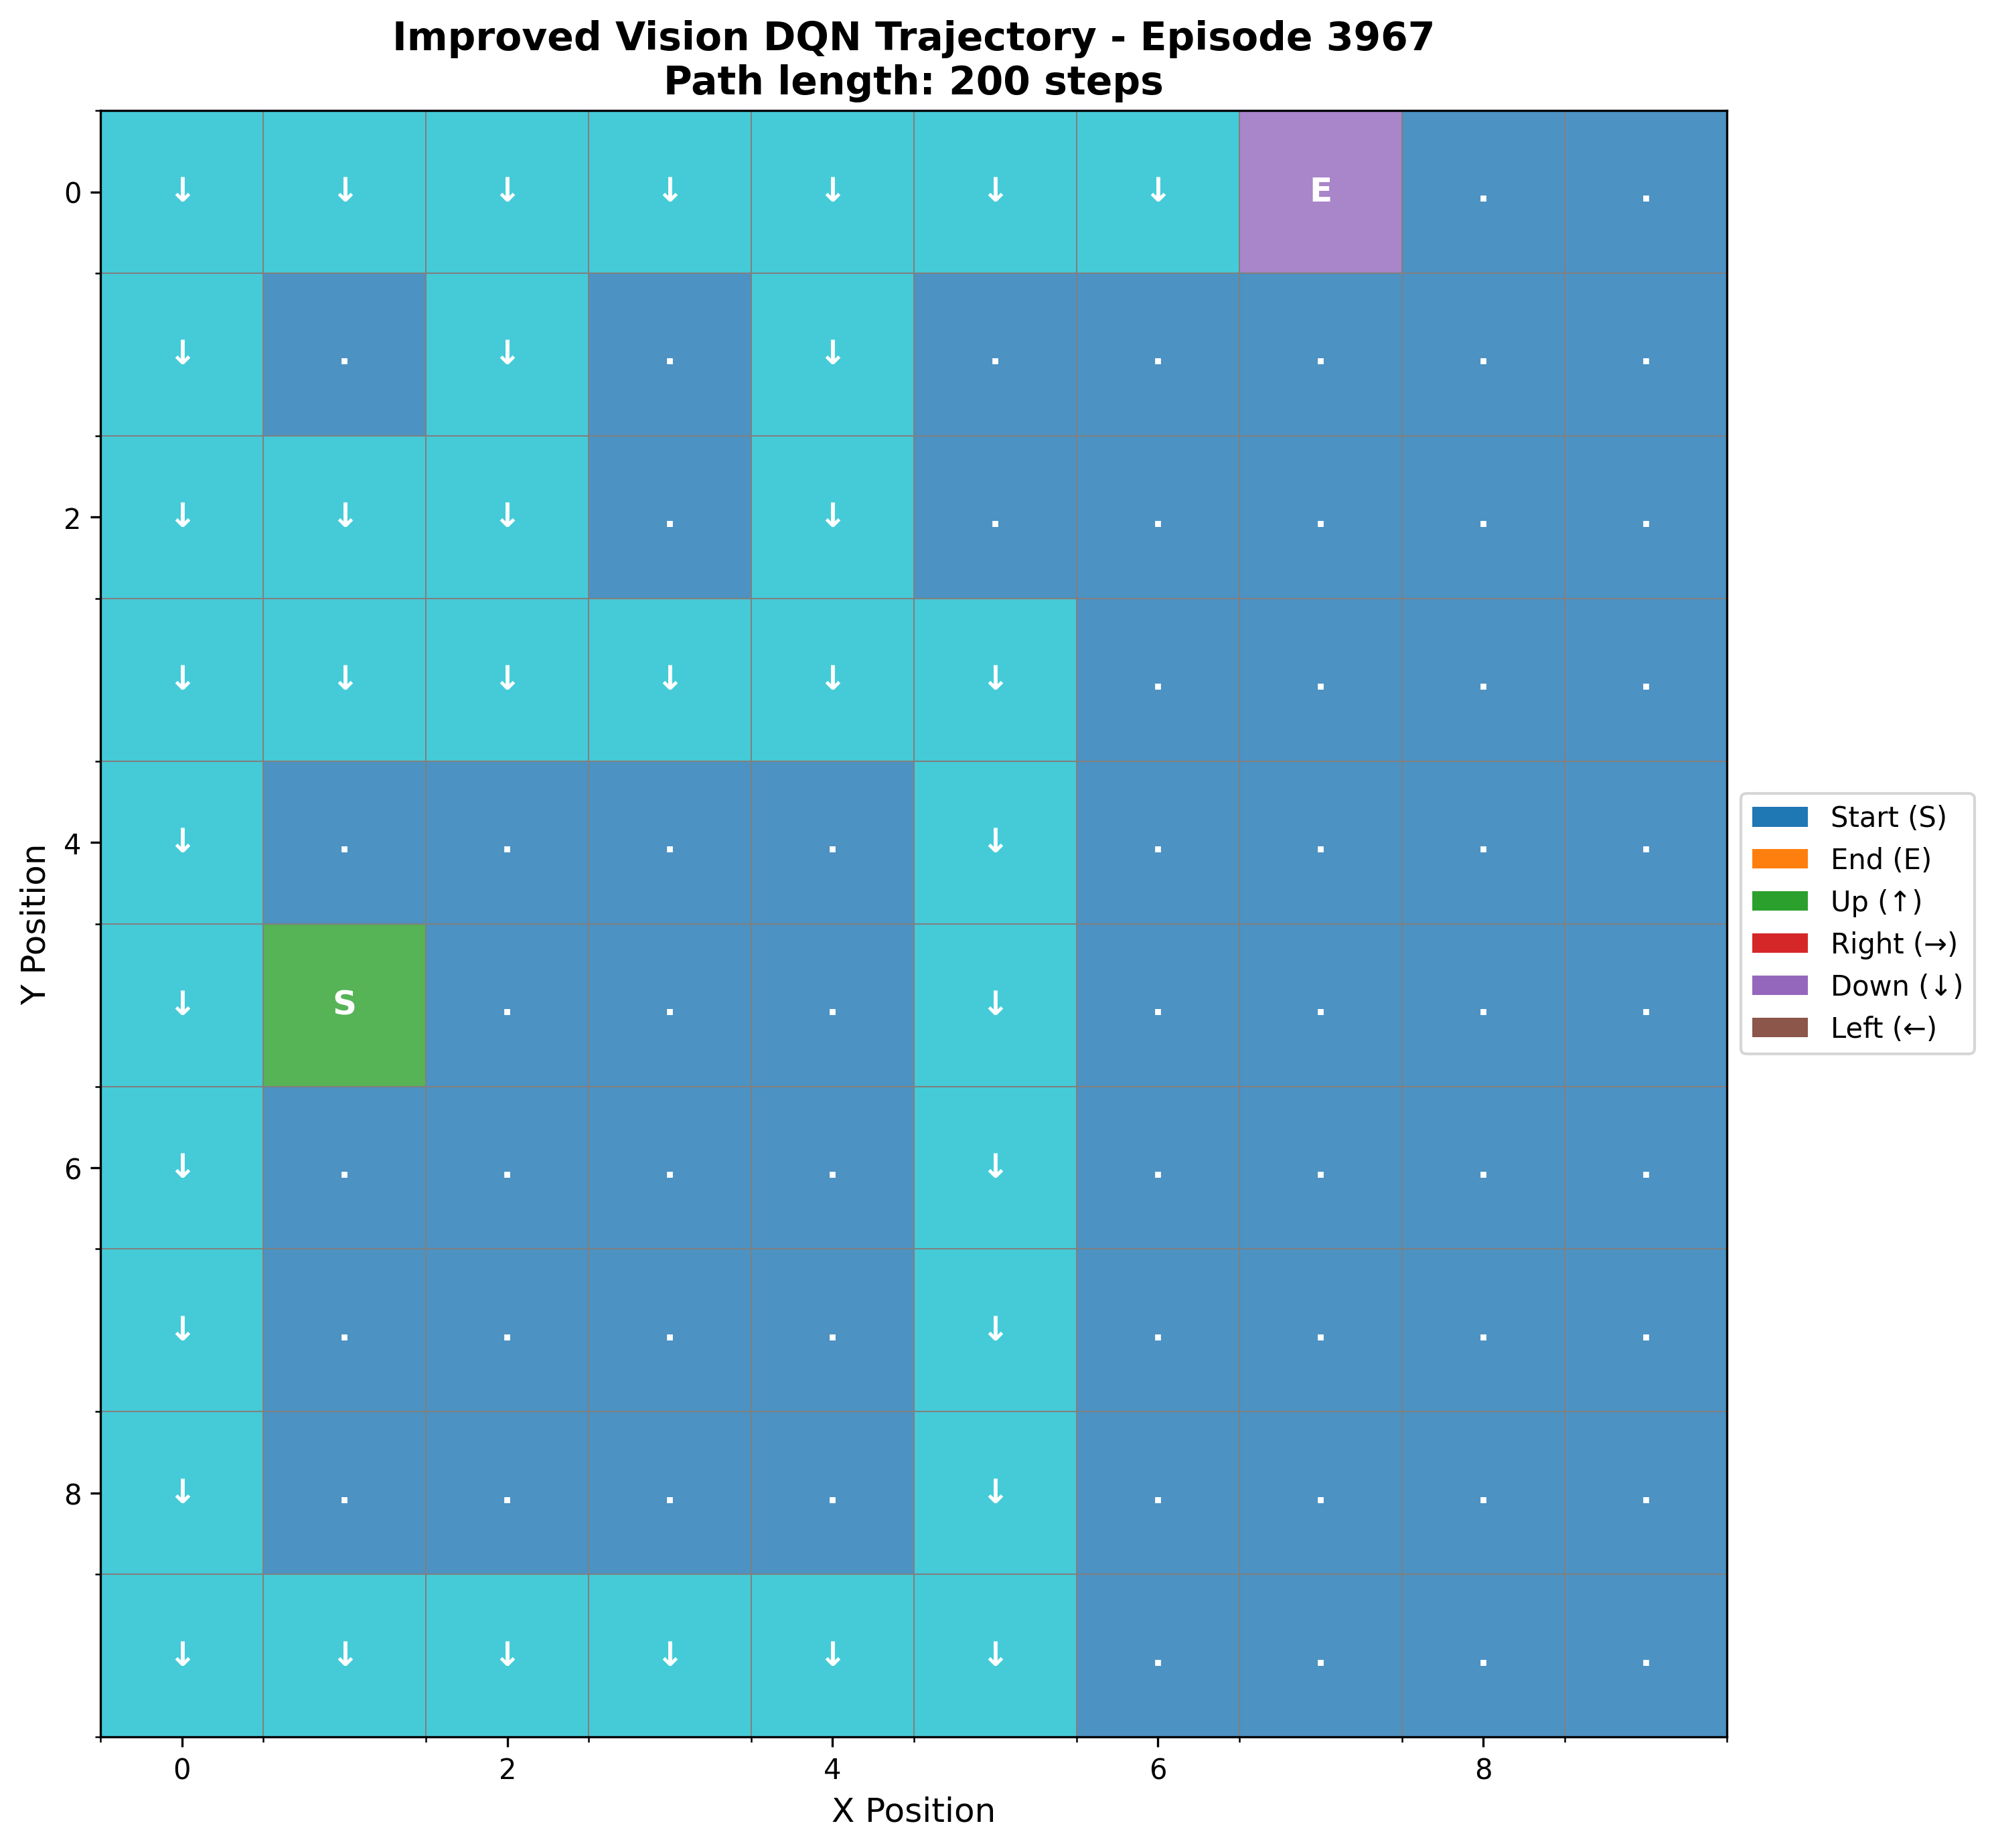 Improved Vision DQN Trajectory - Episode 3967
Path length: 200 steps
0 ↓ ↓ ↓ ↓ ↓ ↓ ↓ E . .
↓ . ↓ . ↓ . . . . .
2 ↓ ↓ ↓ . ↓ . . . . .
↓ ↓ ↓ ↓ ↓ ↓ . . . .
4 ↓ . . . . ↓ . . . .
↓ S . . . ↓ . . . .
6 ↓ . . . . ↓ . . . .
↓ . . . . ↓ . . . .
8 ↓ . . . . ↓ . . . .
↓ ↓ ↓ ↓ ↓ ↓ . . . .
0 2 4 6 8
X Position
Y Position
Start (S)
End (E)
Up (↑)
Right (→)
Down (↓)
Left (←)